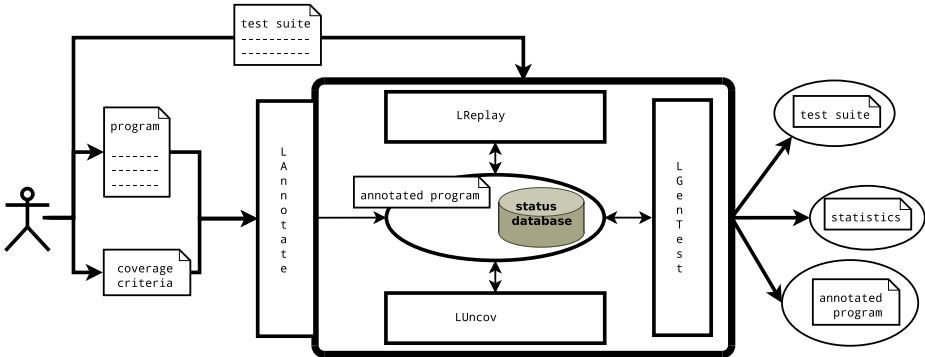 test suite
program
coverage
criteria
LAnnotate
LReplay
annotated program
status
database
LUncov
LGenTest
test suite
statistics
annotated
program